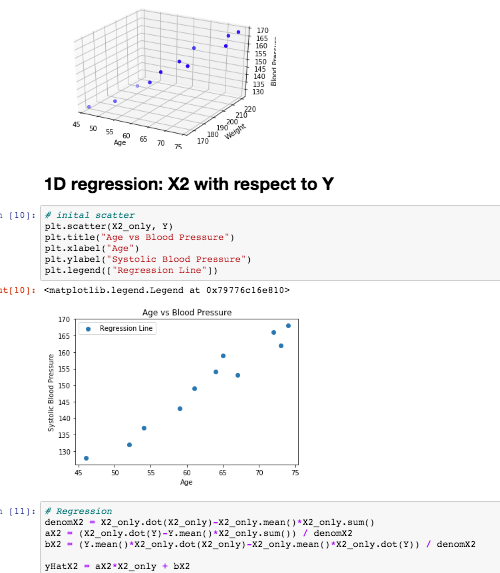 170
165
160
155
150
145
140
135
130
Blood Pressure
220
210
200
190
180
170
Weight
45 50 55 60 65 70 75
Age
1D regression: X2 with respect to Y
[10]: # inital scatter
plt.scatter(X2_only, Y)
plt.title("Age vs Blood Pressure")
plt.xlabel("Age")
plt.ylabel("Systolic Blood Pressure")
plt.legend(["Regression Line"])
ut[10]: <matplotlib.legend.Legend at 0x79776c16e810>
Age vs Blood Pressure
170
165
160
155
150
145
140
135
130
Regression Line
Systolic Blood Pressure
45 50 55 60 65 70 75
Age
[11]: # Regression
denomX2 = X2_only.dot(X2_only)-X2_only.mean()*X2_only.sum()
aX2 = (X2_only.dot(Y)-Y.mean()*X2_only.sum()) / denomX2
bX2 = (Y.mean()*X2_only.dot(X2_only)-X2_only.mean()*X2_only.dot(Y)) / denomX2
yHatX2 = aX2*X2_only + bX2